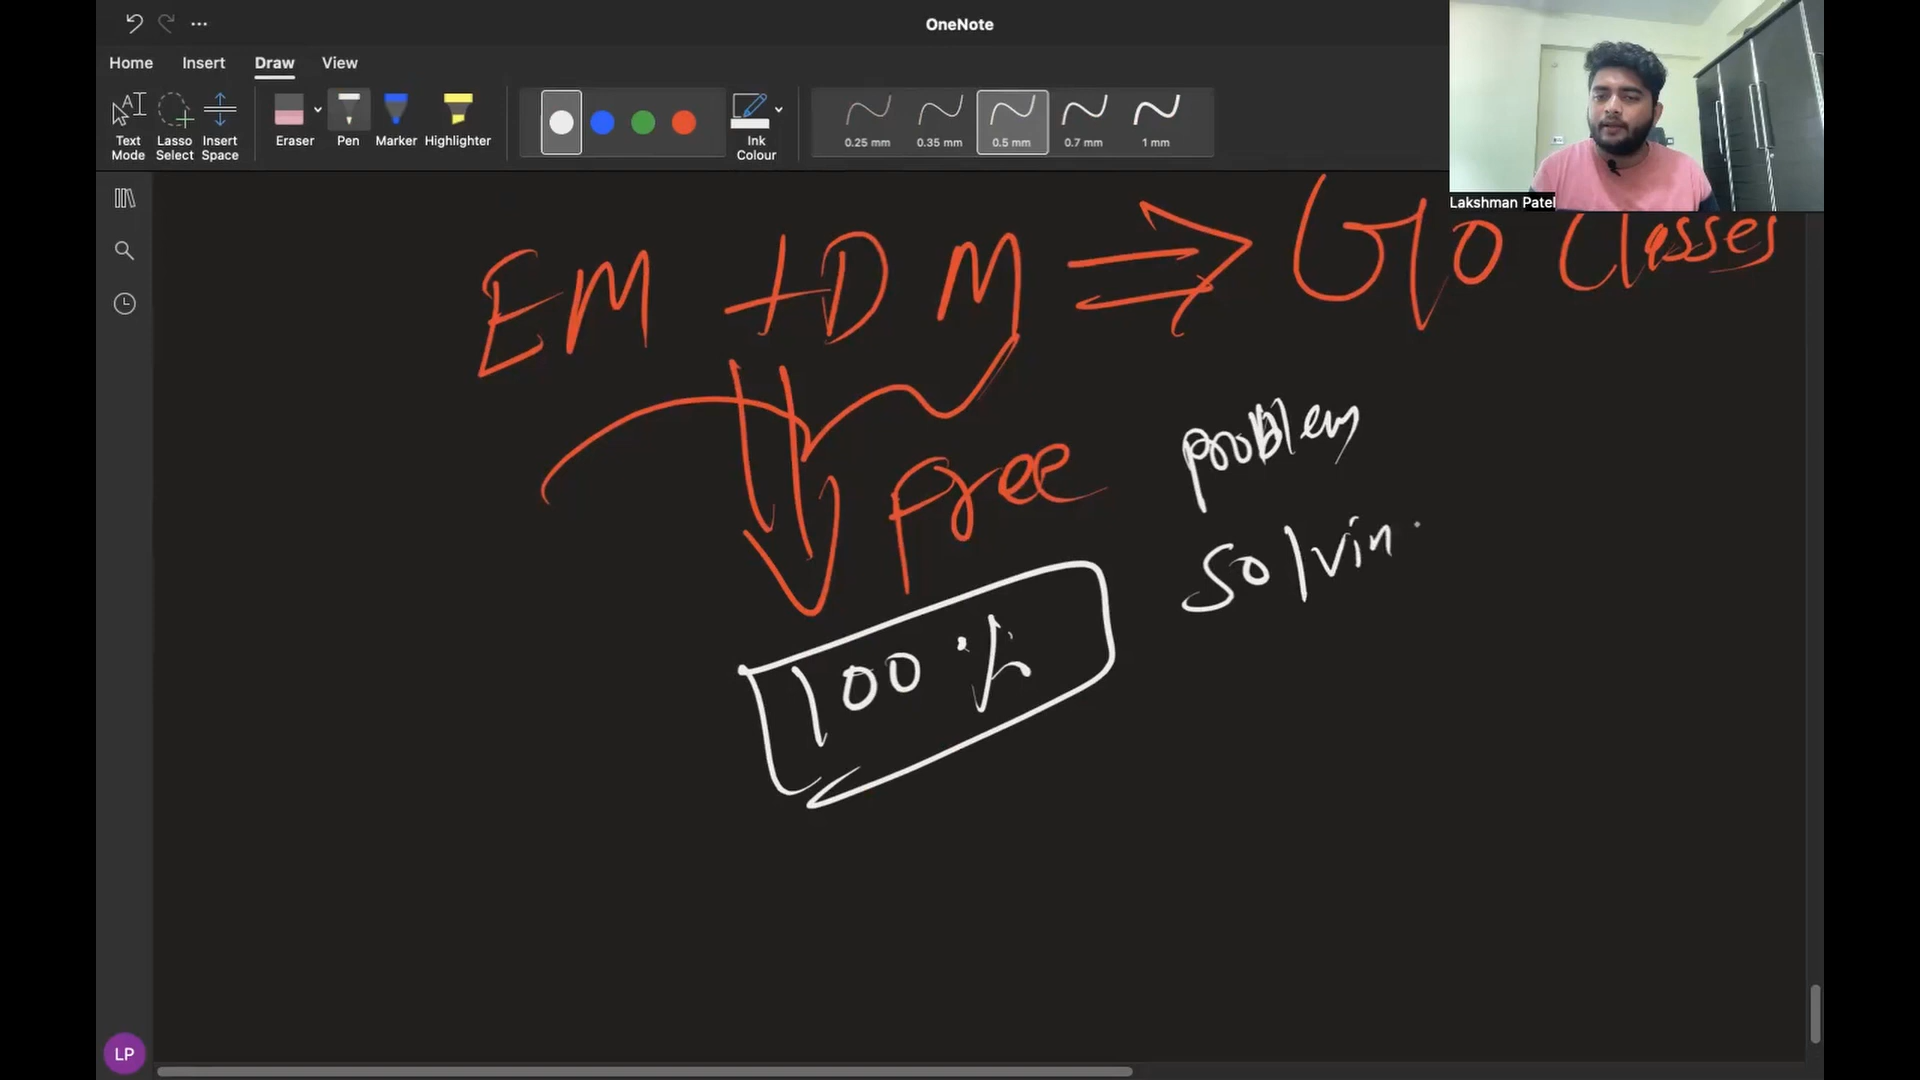 OneNote
Home Insert Draw View
Text Mode
Lasso Select
Insert Space
Eraser
Pen
Marker
Highlighter
Ink Colour
0.25 mm
0.35 mm
0.5 mm
0.7 mm
1 mm
Lakshman Patel
EM + DM ⇒ GO Classes
free
problem
solvin
100 %
LP